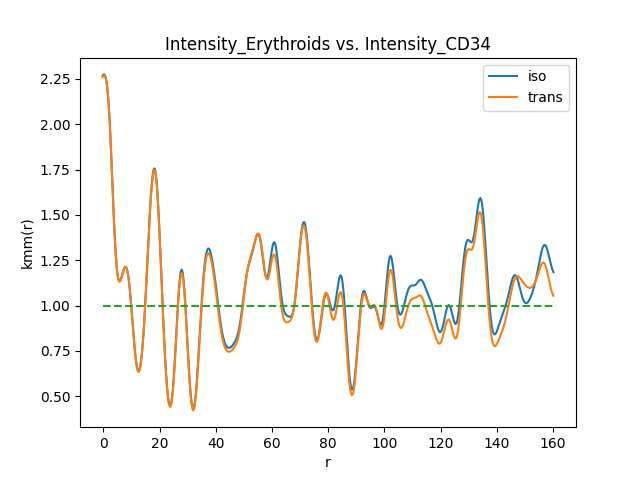 Intensity_Erythroids vs. Intensity_CD34
iso
trans
kmm(r)
2.25
2.00
1.75
1.50
1.25
1.00
0.75
0.50
0 20 40 60 80 100 120 140 160
r